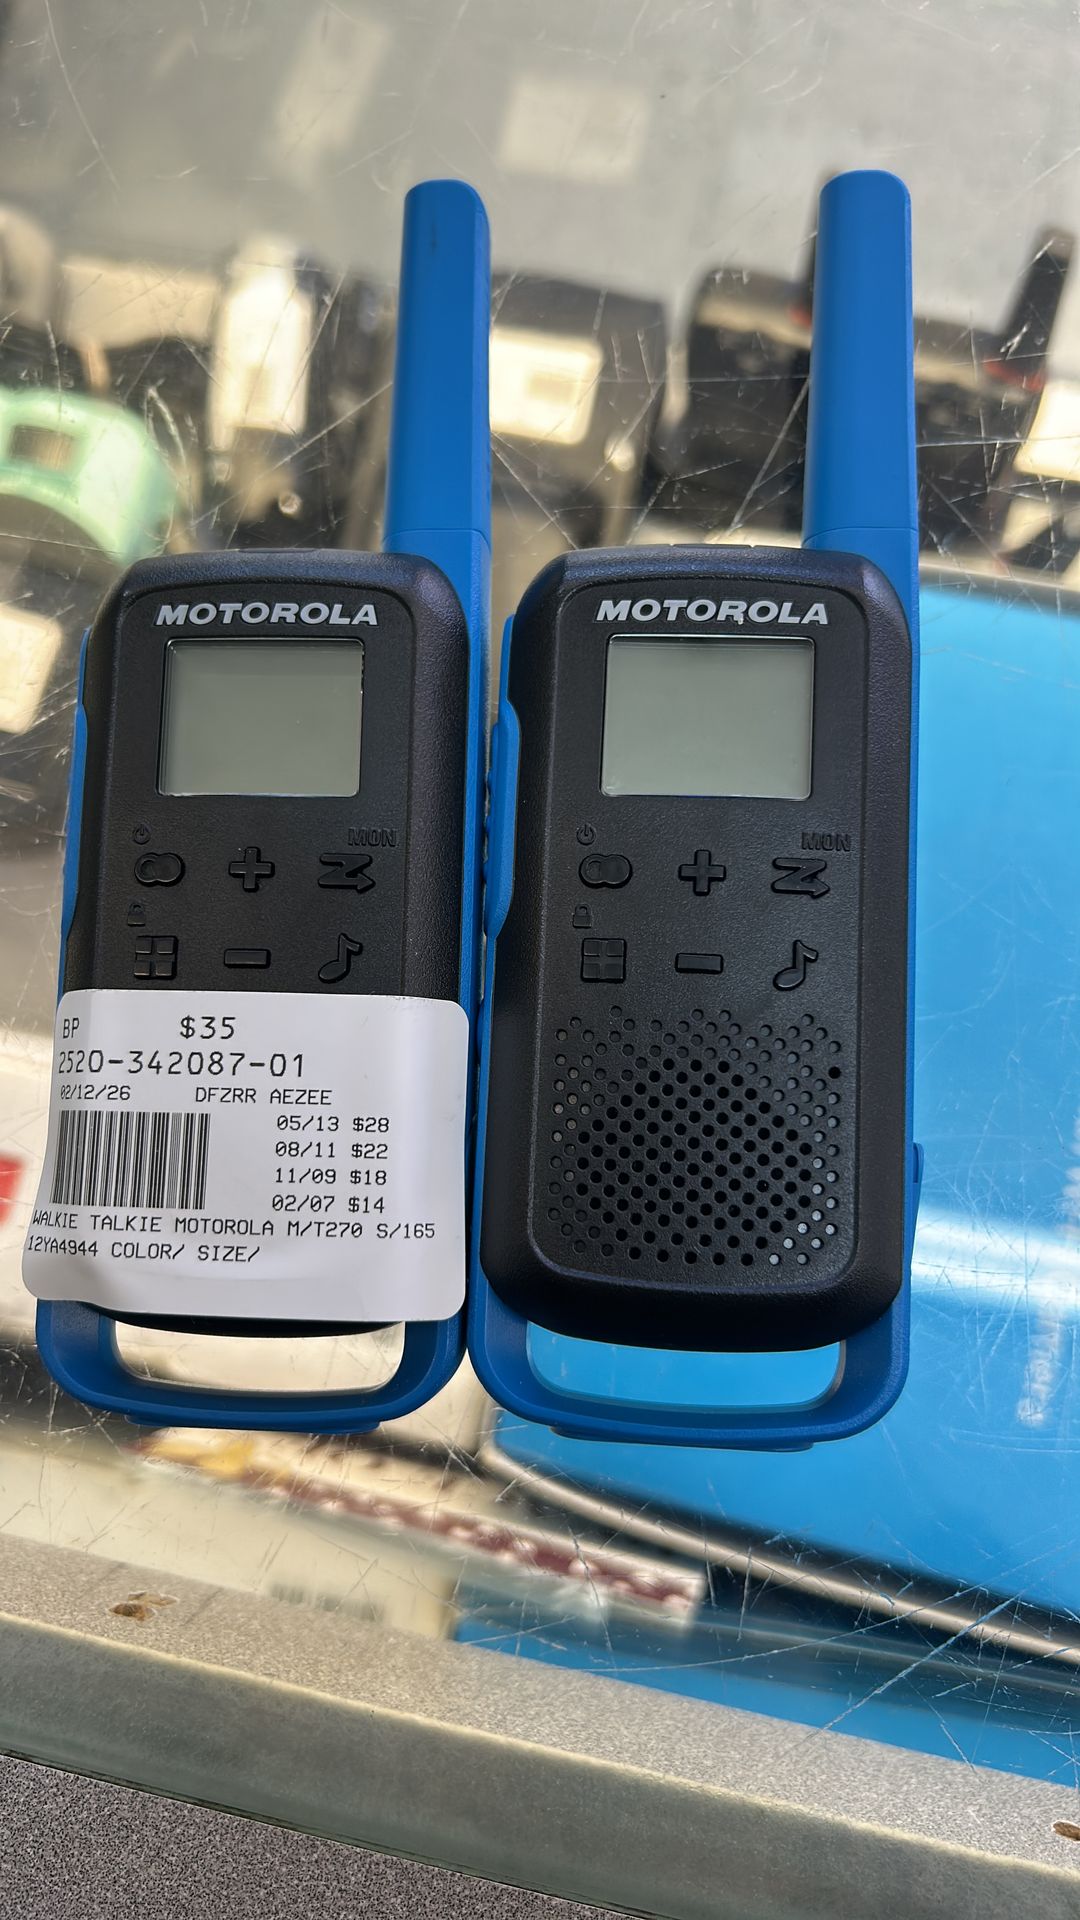 MOTOROLA
MON
BP $35
2520-342087-01
02/12/26 DFZRR AEZEE
05/13 $28
08/11 $22
11/09 $18
02/07 $14
WALKIE TALKIE MOTOROLA M/T270 S/165
12YA4944 COLOR/ SIZE/
MOTOROLA
MON